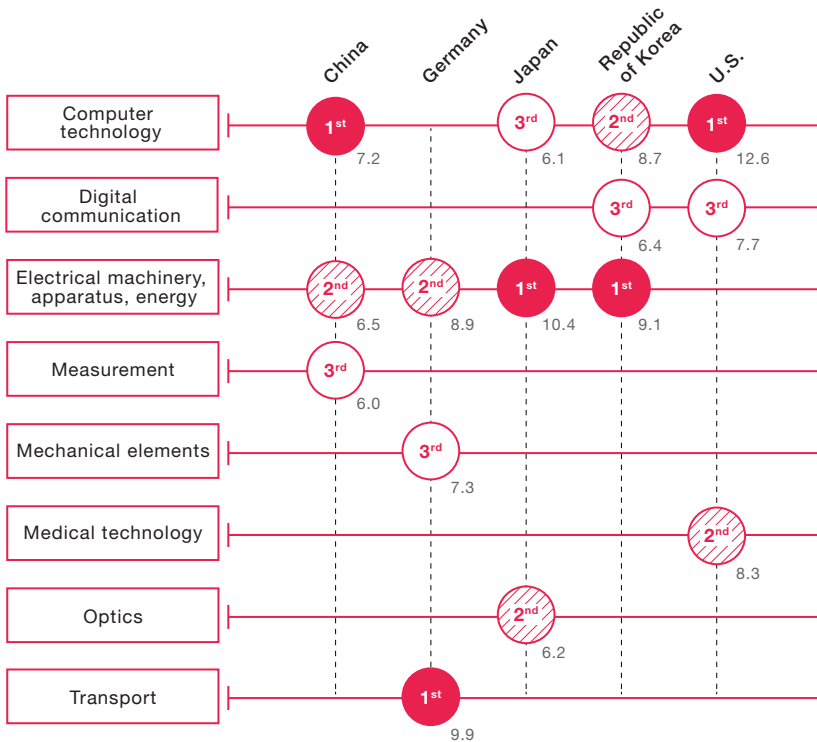 China
Germany
Japan
Republic
of Korea
U.S.
Computer
technology
1st
3rd
2nd
1st
7.2
6.1
8.7
12.6
Digital
communication
3rd
3rd
6.4
7.7
Electrical machinery,
apparatus, energy
2nd
2nd
1st
1st
6.5
8.9
10.4
9.1
Measurement
3rd
6.0
Mechanical elements
3rd
7.3
Medical technology
2nd
8.3
Optics
2nd
6.2
Transport
1st
9.9